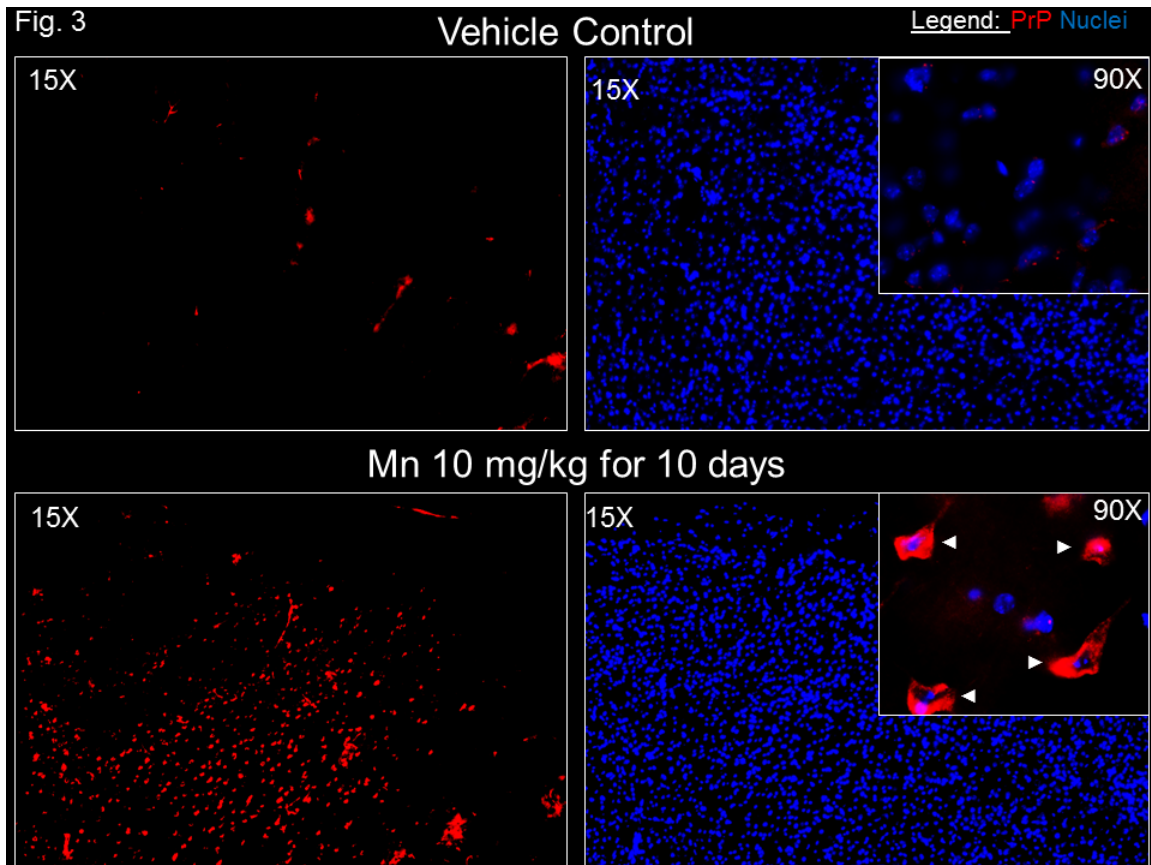 Fig. 3
Vehicle Control
Legend: PrP Nuclei
15X
15X
90X
Mn 10 mg/kg for 10 days
15X
15X
90X